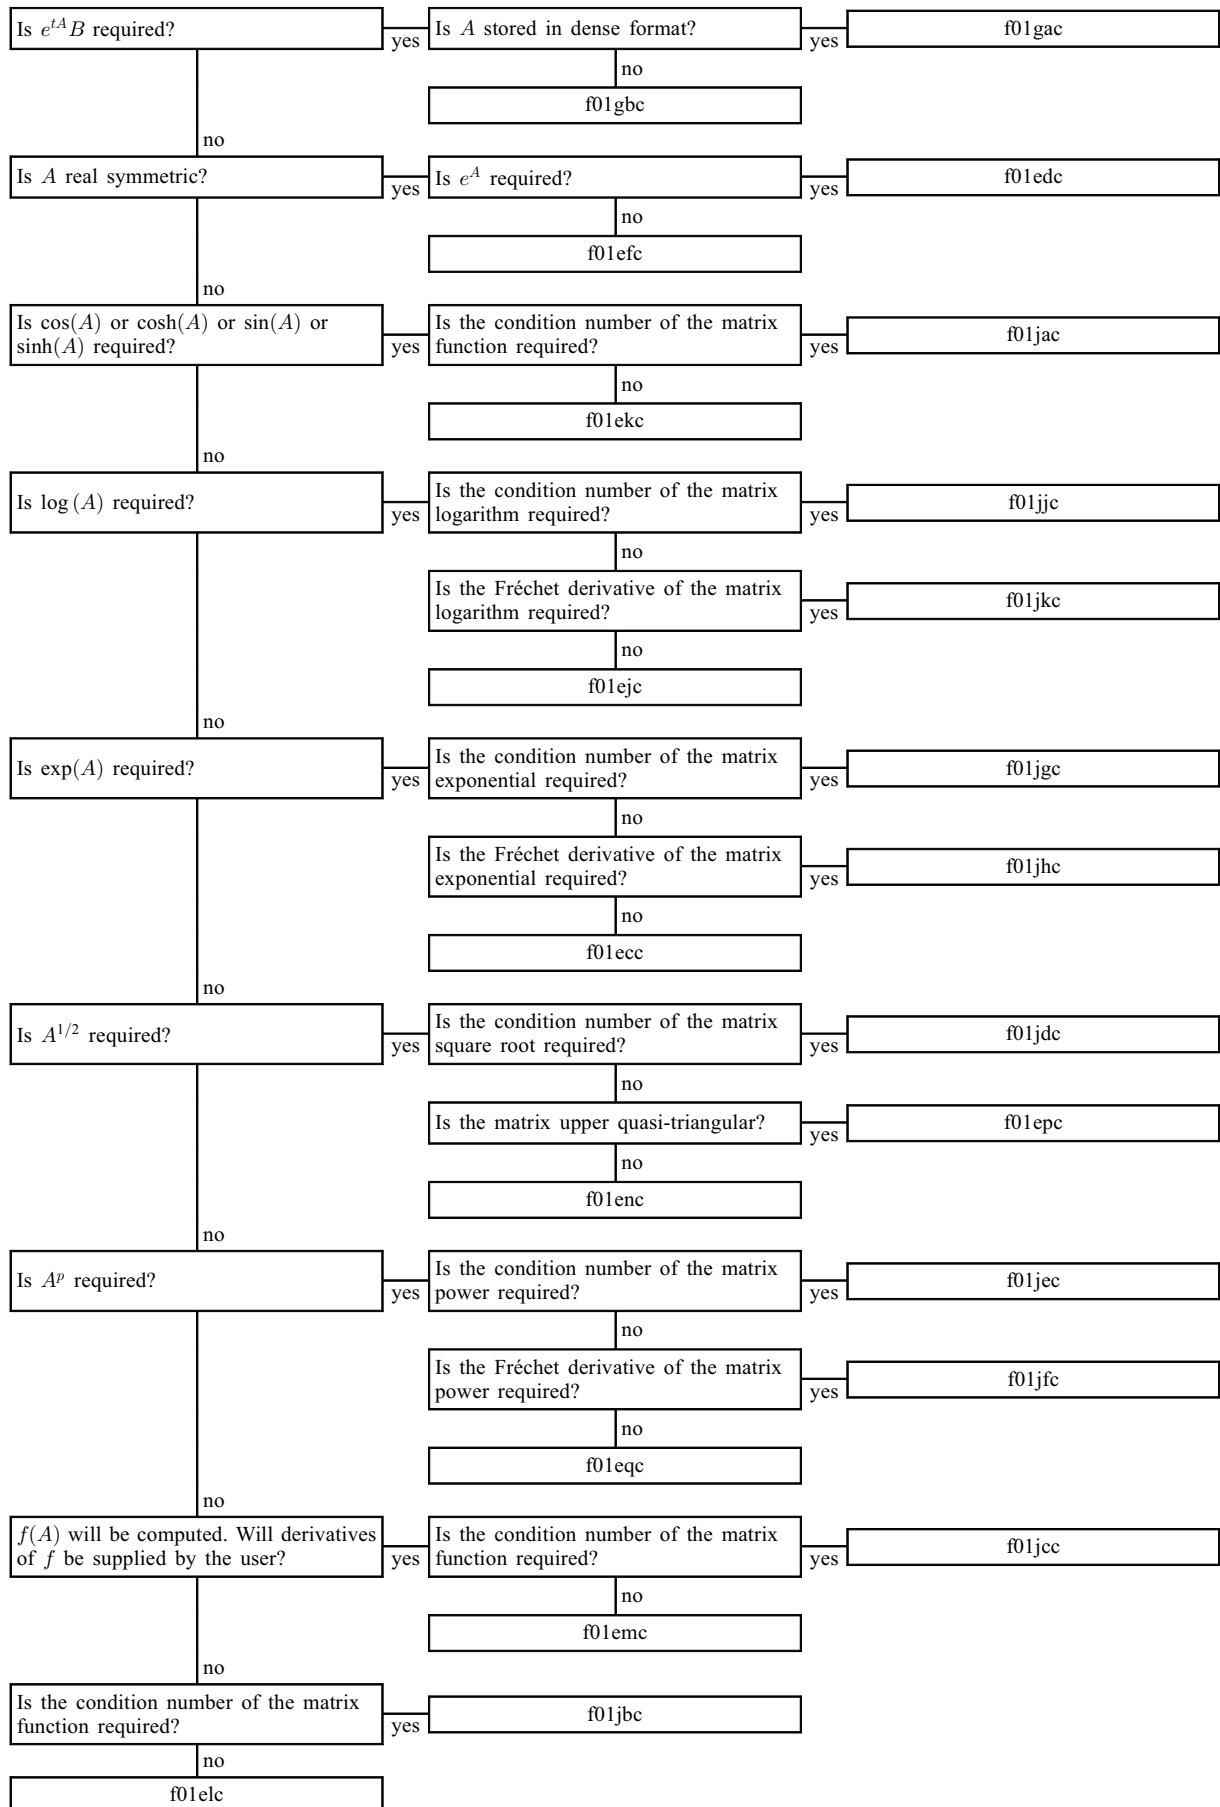 Is e^{tA}B required?
yes
Is A stored in dense format?
yes
f01gac
no
f01gbc
no
Is A real symmetric?
yes
Is e^A required?
yes
f01edc
no
f01efc
no
Is cos(A) or cosh(A) or sin(A) or
sinh(A) required?
yes
Is the condition number of the matrix
function required?
yes
f01jac
no
f01ekc
no
Is log (A) required?
yes
Is the condition number of the matrix
logarithm required?
yes
f01jjc
no
Is the Fréchet derivative of the matrix
logarithm required?
yes
f01jkc
no
f01ejc
no
Is exp(A) required?
yes
Is the condition number of the matrix
exponential required?
yes
f01jgc
no
Is the Fréchet derivative of the matrix
exponential required?
yes
f01jhc
no
f01ecc
no
Is A^{1/2} required?
yes
Is the condition number of the matrix
square root required?
yes
f01jdc
no
Is the matrix upper quasi-triangular?
yes
f01epc
no
f01enc
no
Is A^p required?
yes
Is the condition number of the matrix
power required?
yes
f01jec
no
Is the Fréchet derivative of the matrix
power required?
yes
f01jfc
no
f01eqc
no
f(A) will be computed. Will derivatives
of f be supplied by the user?
yes
Is the condition number of the matrix
function required?
yes
f01jcc
no
f01emc
no
Is the condition number of the matrix
function required?
yes
f01jbc
no
f01elc